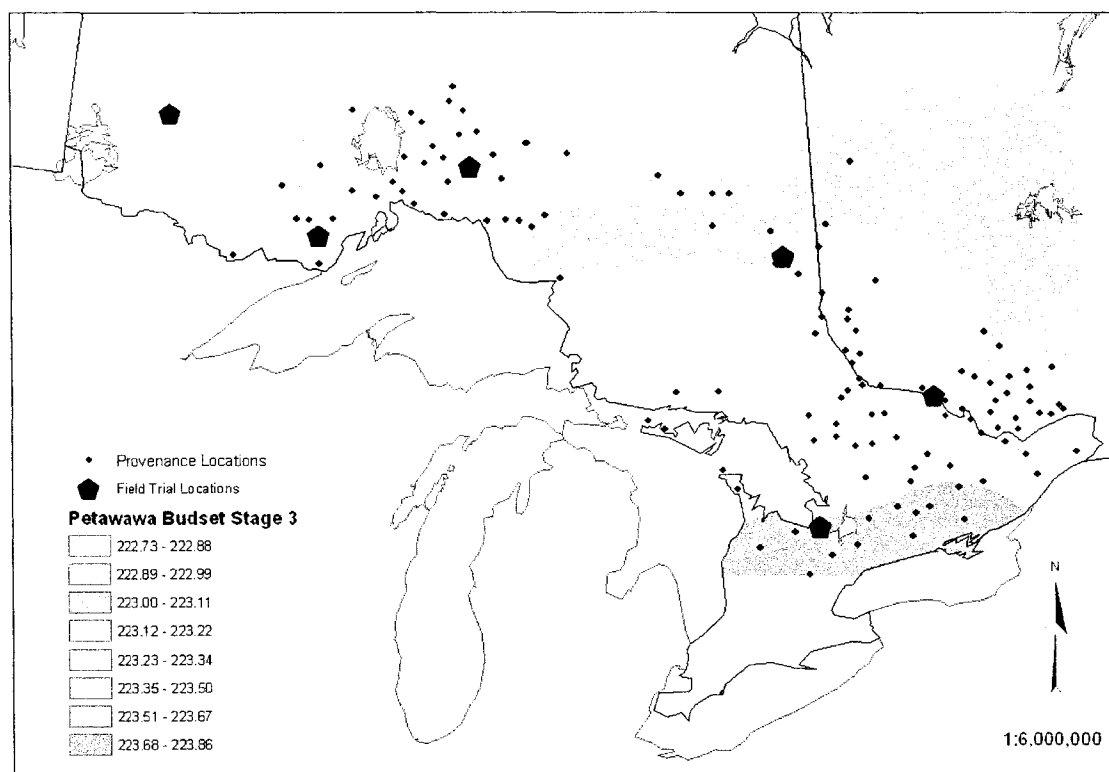 Provenance Locations
Field Trial Locations
Petawawa Budset Stage 3
222.73 - 222.88
222.89 - 222.99
223.00 - 223.11
223.12 - 223.22
223.23 - 223.34
223.35 - 223.50
223.51 - 223.67
223.68 - 223.86
N
1:6,000,000